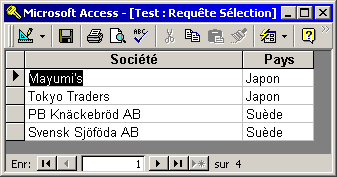 Microsoft Access - [Test : Requête Sélection]
ABC
Société Pays
Mayumi's Japon
Tokyo Traders Japon
PB Knäckebröd AB Suède
Svensk Sjöföda AB Suède
Enr: 1 sur 4